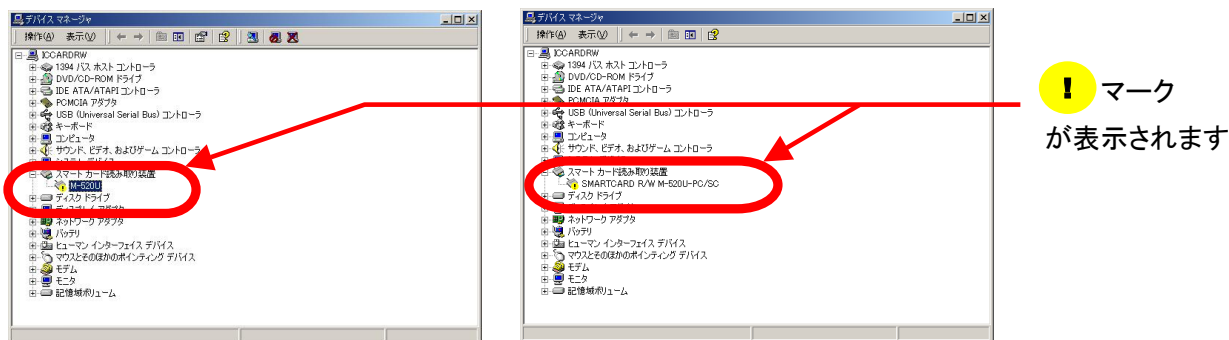 デバイス マネージャ
操作(A) 表示(V)
ICCARDRW
1394 バス ホスト コントローラ
DVD/CD-ROM ドライブ
IDE ATA/ATAPI コントローラ
PCMCIA アダプタ
USB (Universal Serial Bus) コントローラ
キーボード
コンピュータ
サウンド、ビデオ、およびゲーム コントローラ
システム デバイス
スマート カード読み取り装置
M-520U
ディスク ドライブ
ディスプレイ アダプタ
ネットワーク アダプタ
バッテリ
ヒューマン インターフェイス デバイス
マウスとそのほかのポインティング デバイス
モデム
モニタ
記憶域ボリューム
デバイス マネージャ
操作(A) 表示(V)
ICCARDRW
1394 バス ホスト コントローラ
DVD/CD-ROM ドライブ
IDE ATA/ATAPI コントローラ
PCMCIA アダプタ
USB (Universal Serial Bus) コントローラ
キーボード
コンピュータ
サウンド、ビデオ、およびゲーム コントローラ
スマート カード読み取り装置
SMARTCARD R/W M-520U-PC/SC
ディスク ドライブ
ネットワーク アダプタ
バッテリ
ヒューマン インターフェイス デバイス
マウスとそのほかのポインティング デバイス
モデム
モニタ
記憶域ボリューム
! マーク
が表示されます